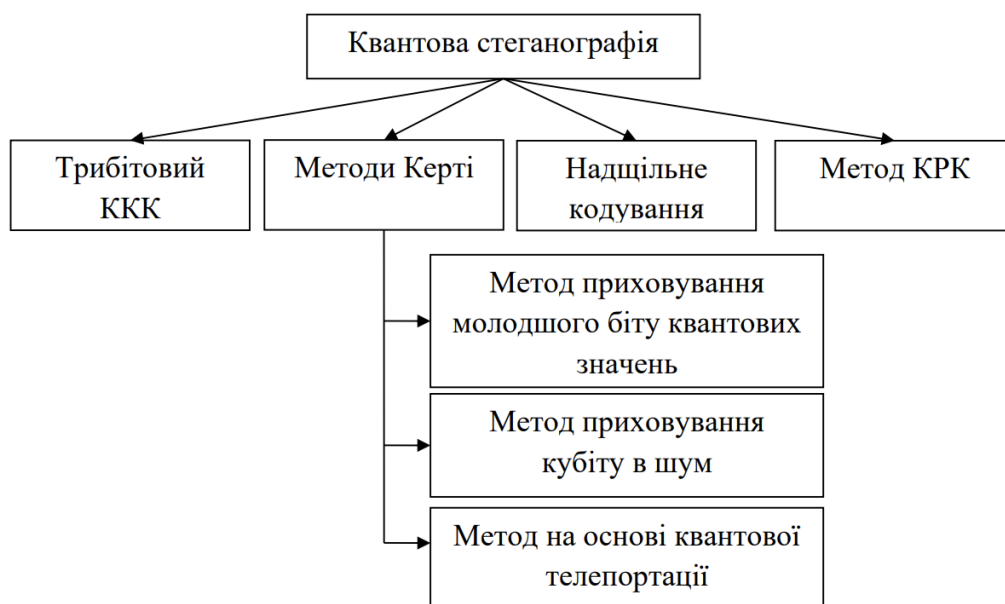 Квантова стеганографія
Трибітовий
ККК
Методи Керті
Надщільне
кодування
Метод КРК
Метод приховування
молодшого біту квантових
значень
Метод приховування
кубіту в шум
Метод на основі квантової
телепортації